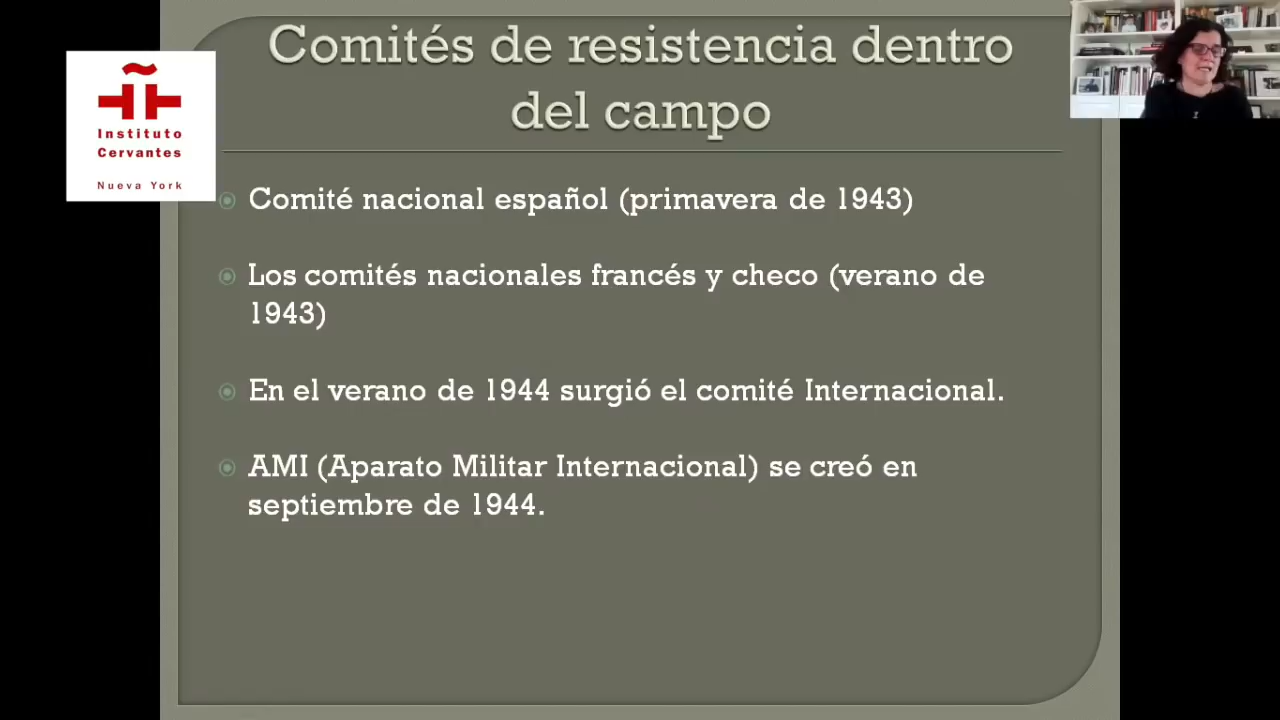 Comités de resistencia dentro
del campo
Instituto
Cervantes
Nueva York
Comité nacional español (primavera de 1943)
Los comités nacionales francés y checo (verano de
1943)
En el verano de 1944 surgió el comité Internacional.
AMI (Aparato Militar Internacional) se creó en
septiembre de 1944.